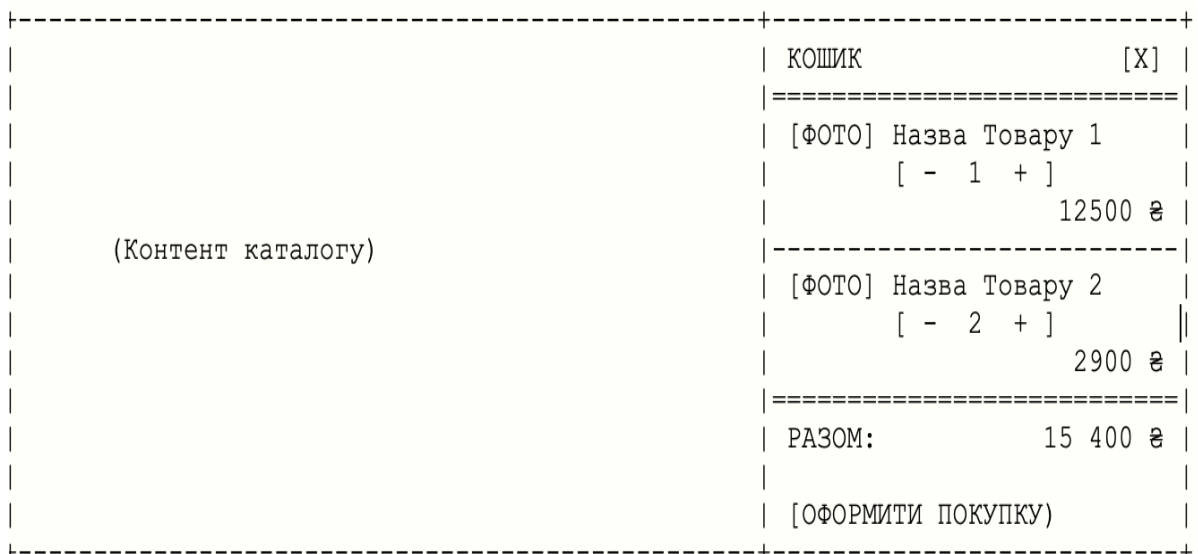 КОШИК [X]
[ФОТО] Назва Товару 1
[ - 1 + ]
12500 ₴
(Контент каталогу)
[ФОТО] Назва Товару 2
[ - 2 + ]
2900 ₴
РАЗОМ: 15 400 ₴
[ОФОРМИТИ ПОКУПКУ)